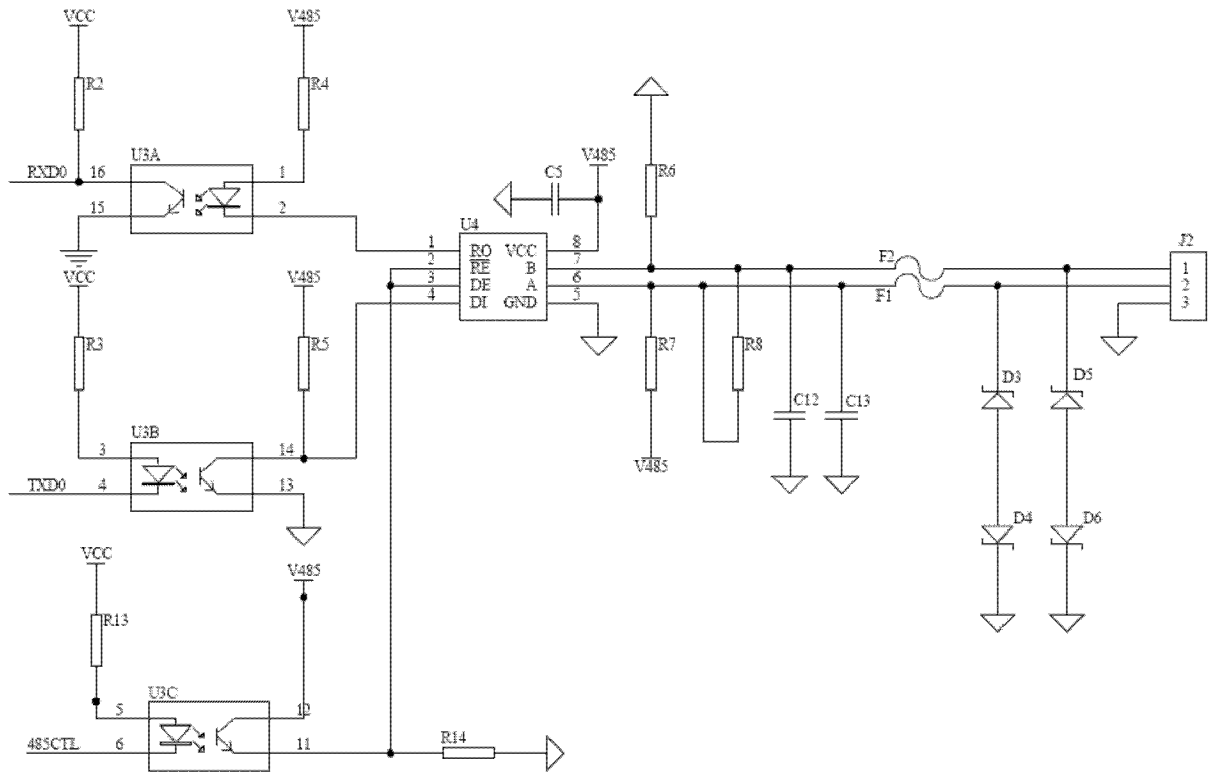 VCC
V485
R2
R4
U3A
RXD0
16
1
15
2
C5
V485
R6
U4
1
RO
VCC
8
2
RE
B
7
3
DE
A
6
4
DI
GND
5
F2
F1
J2
1
2
3
VCC
V485
R3
R5
R7
R8
C12
C13
D3
D5
U3B
3
14
TXD0
4
13
V485
D4
D6
VCC
V485
R13
U3C
5
12
485CTL
6
11
R14